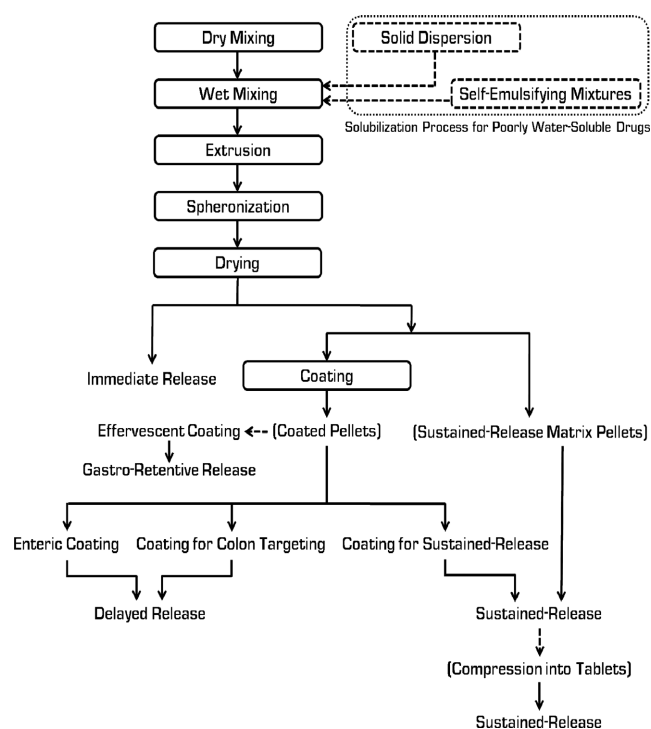 Dry Mixing
Solid Dispersion
Wet Mixing
Self-Emulsifying Mixtures
Solubilization Process for Poorly Water-Soluble Drugs
Extrusion
Spheronization
Drying
Immediate Release
Coating
Effervescent Coating
(Coated Pellets)
(Sustained-Release Matrix Pellets)
Gastro-Retentive Release
Enteric Coating
Coating for Colon Targeting
Coating for Sustained-Release
Delayed Release
Sustained-Release
(Compression into Tablets)
Sustained-Release